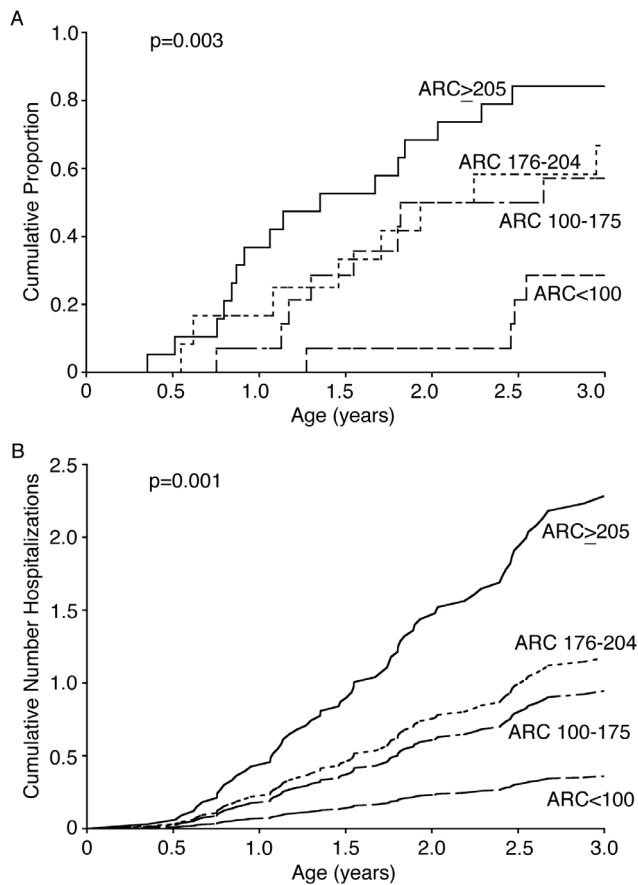 A
p=0.003
1.0
0.8
0.6
0.4
0.2
0
Cumulative Proportion
ARC≥205
ARC 176-204
ARC 100-175
ARC<100
0 0.5 1.0 1.5 2.0 2.5 3.0
Age (years)
B
p=0.001
2.5
2.0
1.5
1.0
0.5
0
Cumulative Number Hospitalizations
ARC≥205
ARC 176-204
ARC 100-175
ARC<100
0 0.5 1.0 1.5 2.0 2.5 3.0
Age (years)